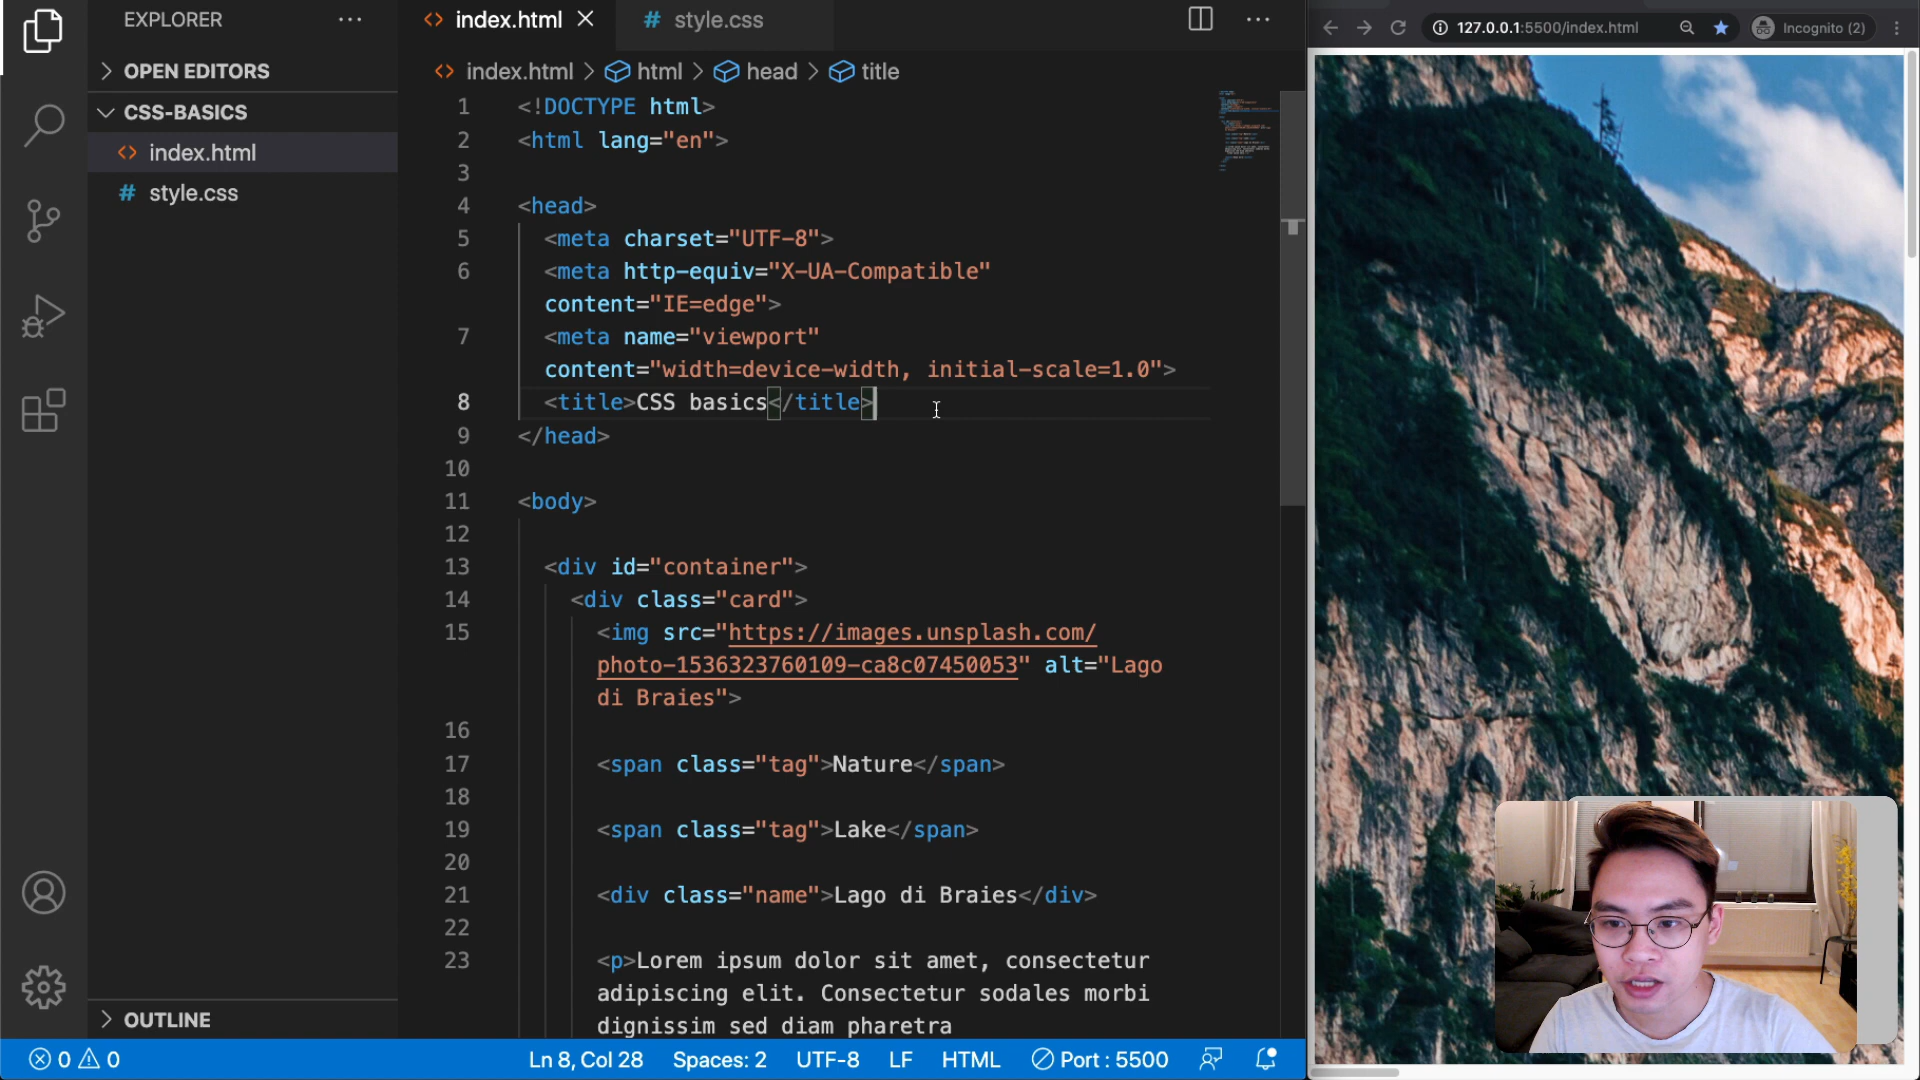 EXPLORER
OPEN EDITORS
CSS-BASICS
<> index.html
# style.css
OUTLINE
<> index.html
# style.css
<> index.html > html > head > title
1 <!DOCTYPE html>
2 <html lang="en">
3
4 <head>
5 <meta charset="UTF-8">
6 <meta http-equiv="X-UA-Compatible"
content="IE=edge">
7 <meta name="viewport"
content="width=device-width, initial-scale=1.0">
8 <title>CSS basics</title>
9 </head>
10
11 <body>
12
13 <div id="container">
14 <div class="card">
15 <img src="https://images.unsplash.com/
photo-1536323760109-ca8c07450053" alt="Lago
di Braies">
16
17 <span class="tag">Nature</span>
18
19 <span class="tag">Lake</span>
20
21 <div class="name">Lago di Braies</div>
22
23 <p>Lorem ipsum dolor sit amet, consectetur
adipiscing elit. Consectetur sodales morbi
dignissim sed diam pharetra
0 0
Ln 8, Col 28 Spaces: 2 UTF-8 LF HTML Port : 5500
127.0.0.1:5500/index.html
Incognito (2)